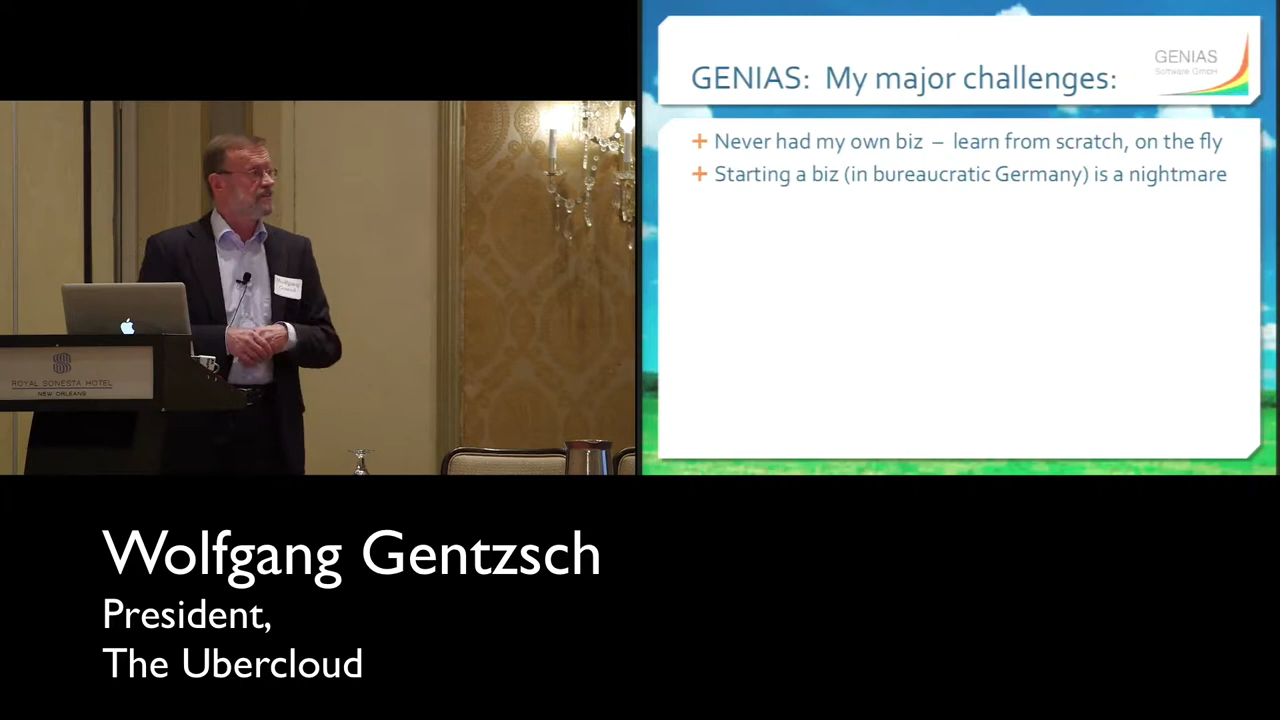 GENIAS: My major challenges:
GENIAS
Software GmbH
+ Never had my own biz – learn from scratch, on the fly
+ Starting a biz (in bureaucratic Germany) is a nightmare
Wolfgang
ROYAL SONESTA HOTEL
NEW ORLEANS
Wolfgang Gentzsch
President,
The Ubercloud